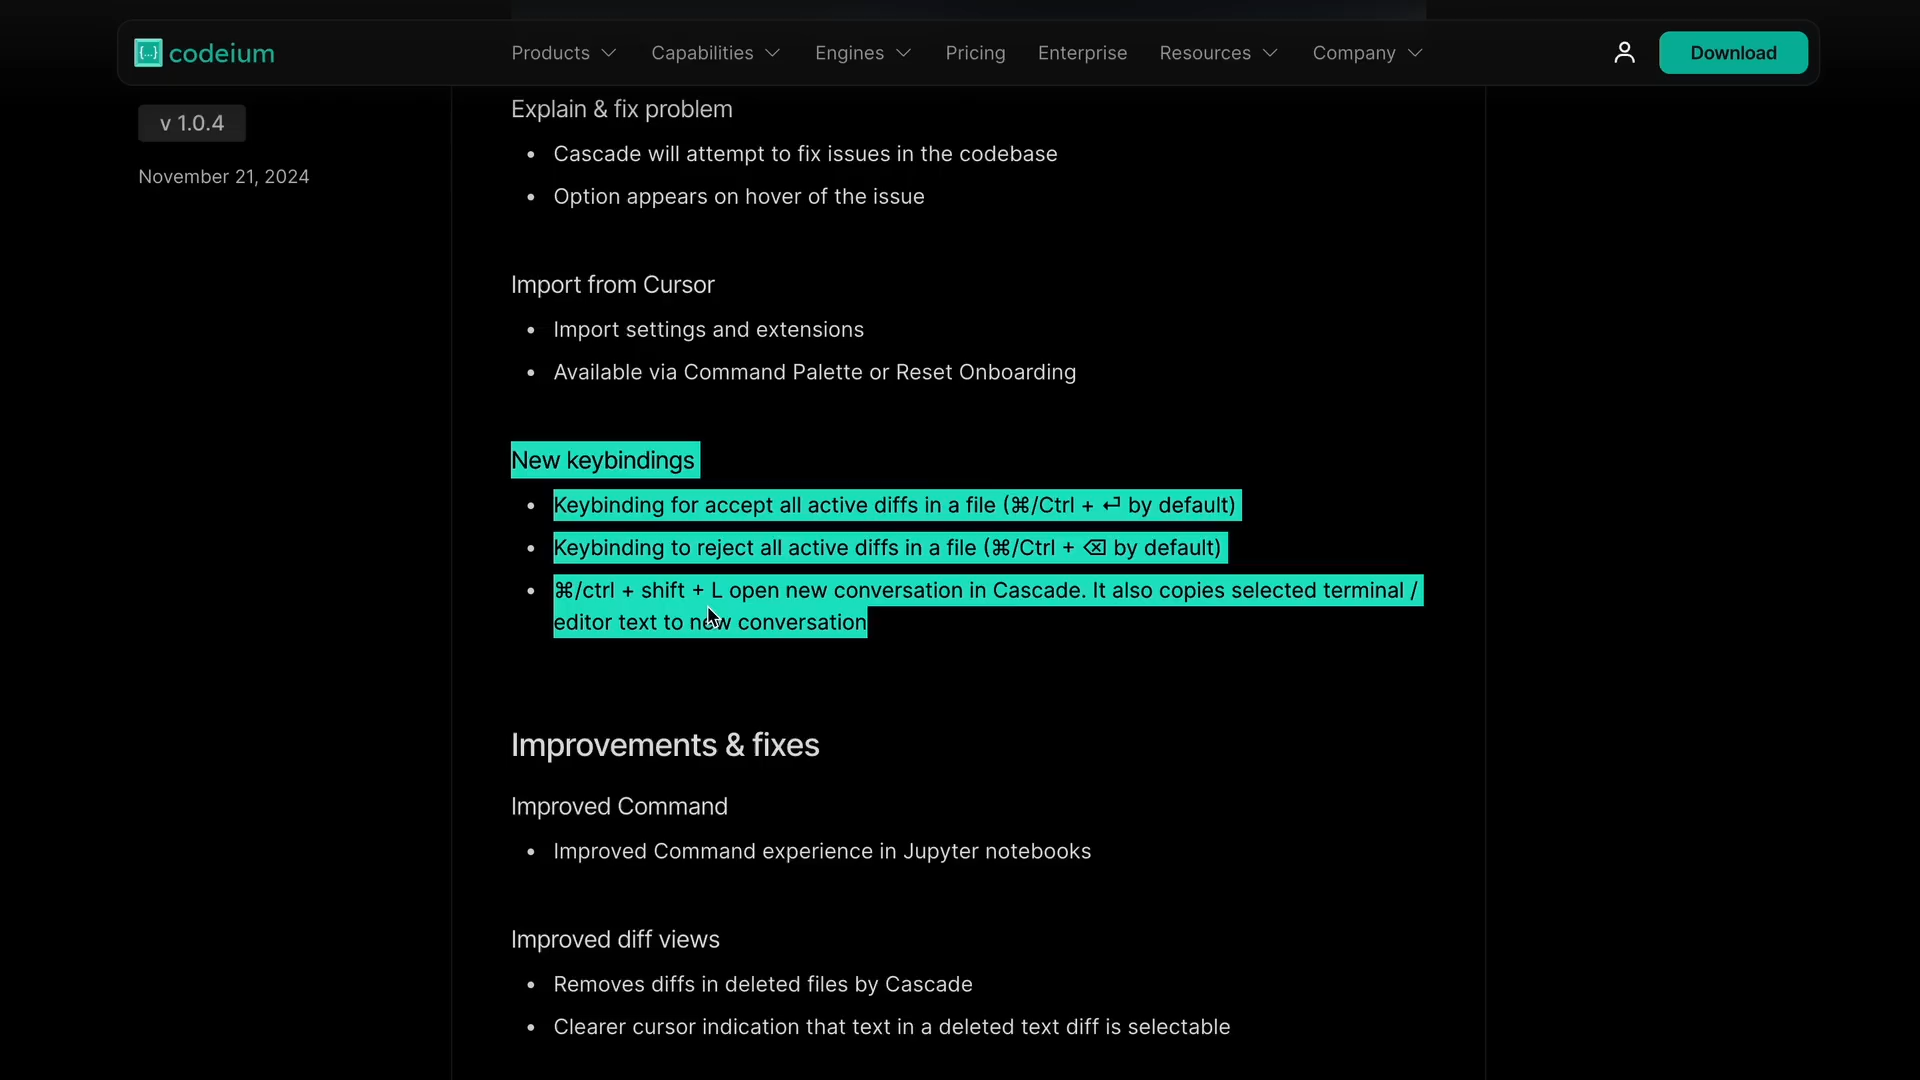 {...} codeium Products Capabilities Engines Pricing Enterprise Resources Company Download
v 1.0.4
November 21, 2024
Explain & fix problem
• Cascade will attempt to fix issues in the codebase
• Option appears on hover of the issue
Import from Cursor
• Import settings and extensions
• Available via Command Palette or Reset Onboarding
New keybindings
• Keybinding for accept all active diffs in a file (⌘/Ctrl + ⏎ by default)
• Keybinding to reject all active diffs in a file (⌘/Ctrl + ⌫ by default)
• ⌘/ctrl + shift + L open new conversation in Cascade. It also copies selected terminal /
editor text to new conversation
Improvements & fixes
Improved Command
• Improved Command experience in Jupyter notebooks
Improved diff views
• Removes diffs in deleted files by Cascade
• Clearer cursor indication that text in a deleted text diff is selectable